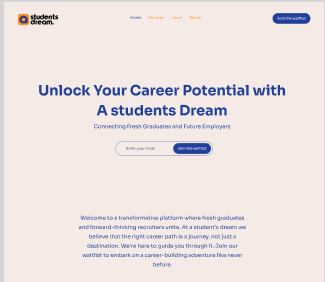 students
dream.
Home
About
Join the waitlist
Unlock Your Career Potential with
A students Dream
Connecting Fresh Graduates and Future Employers
Enter your email
Join the waitlist
Welcome to a transformative platform where fresh graduates
and forward-thinking recruiters unite. At a student's dream we
believe that the right career path is a journey, not just a
destination. We're here to guide you through it. Join our
waitlist to embark on a career-building adventure like never
before.